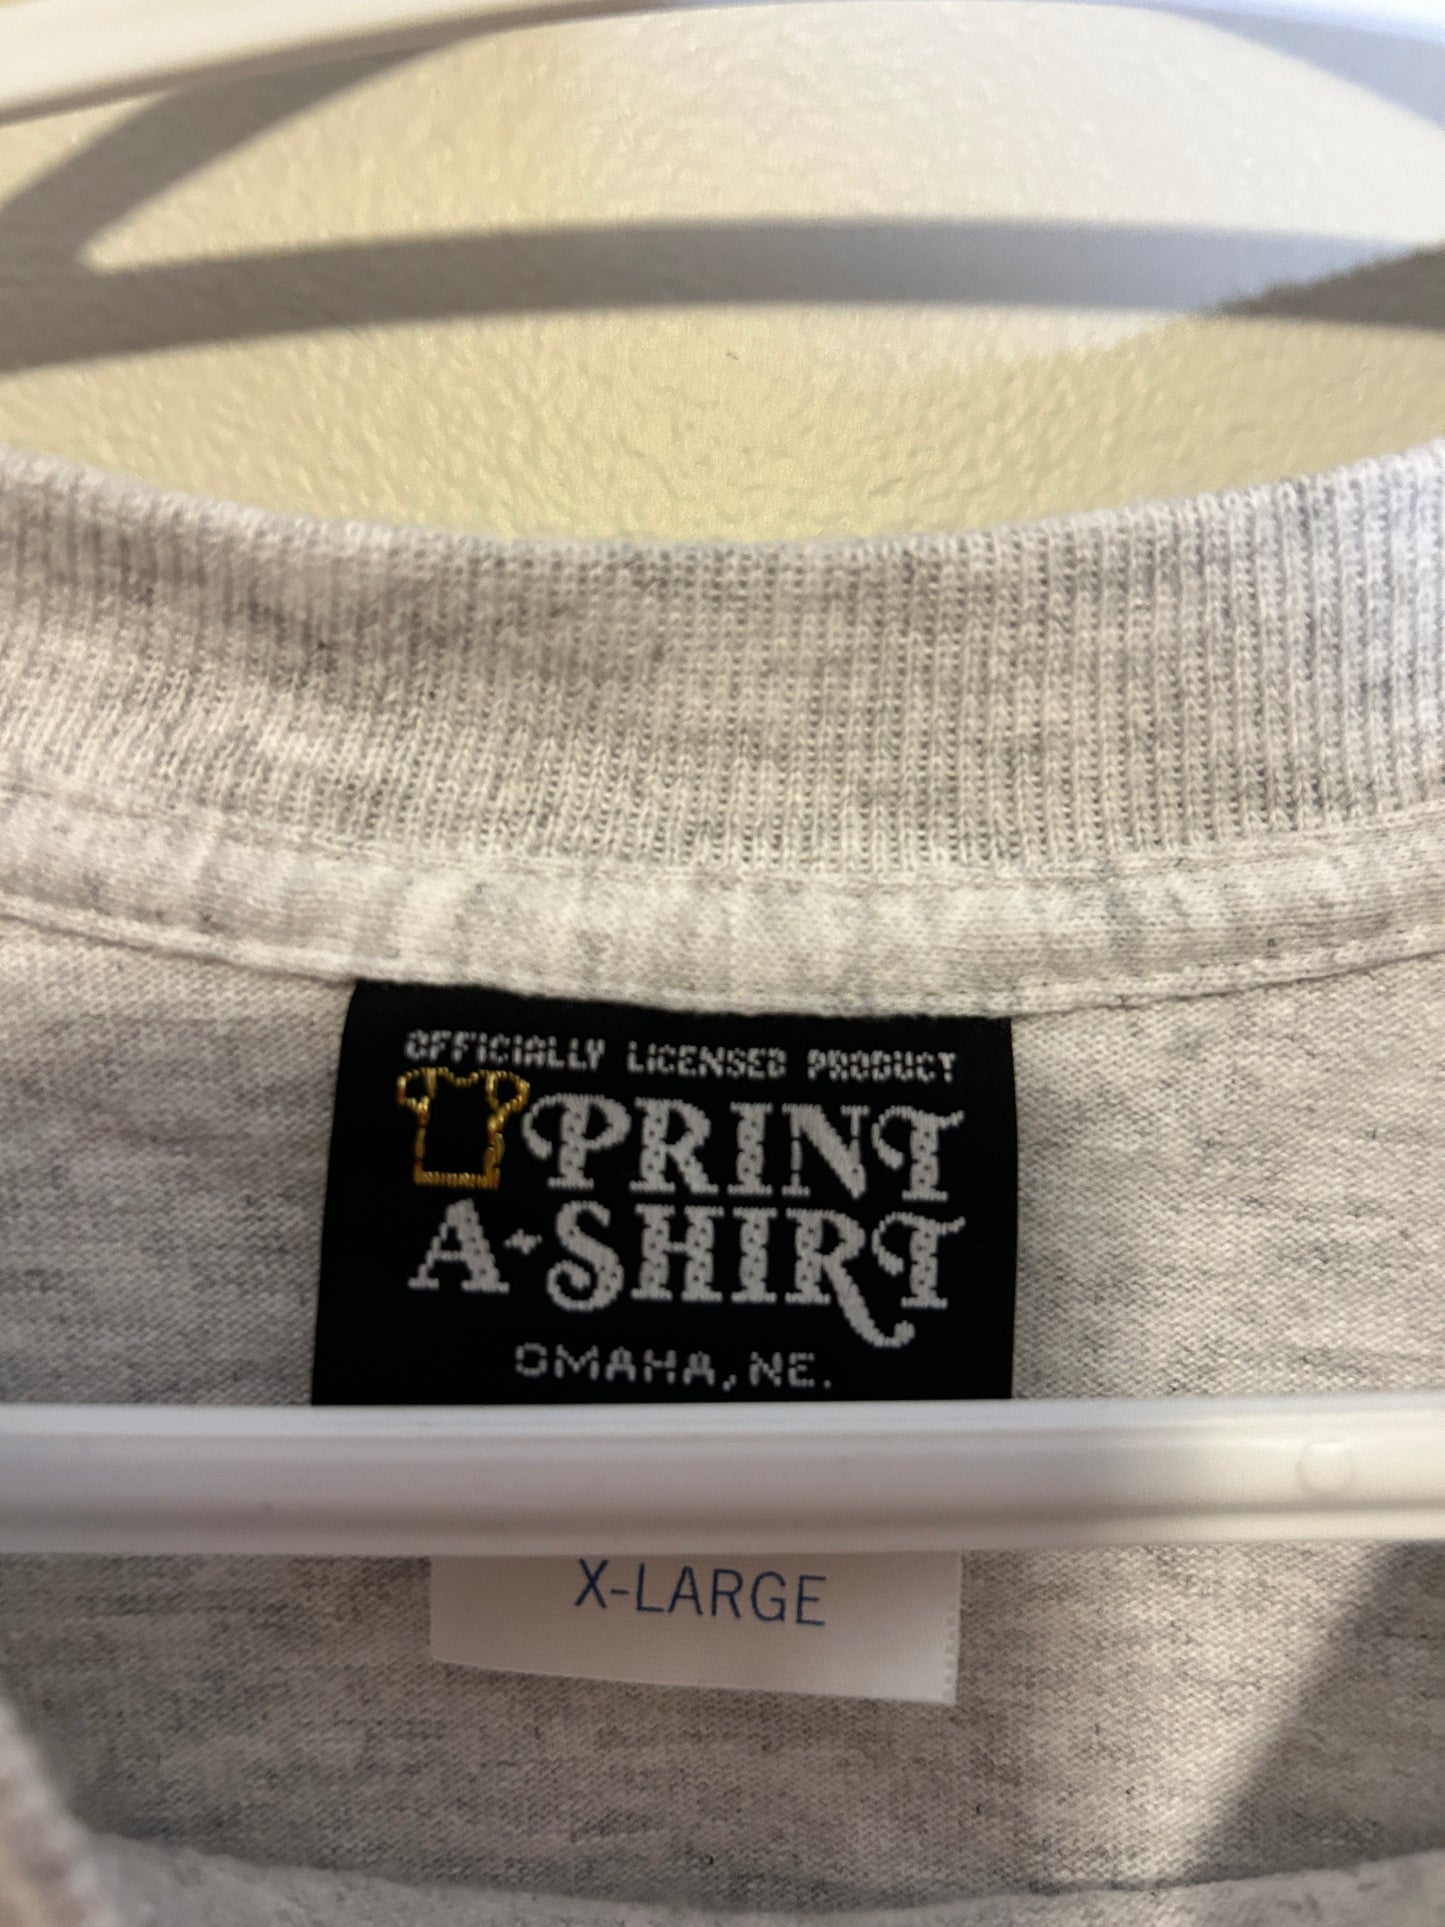 OFFICIALLY LICENSED PRODUCT
PRINT
A-SHIRT
OMAHA, NE.
X-LARGE